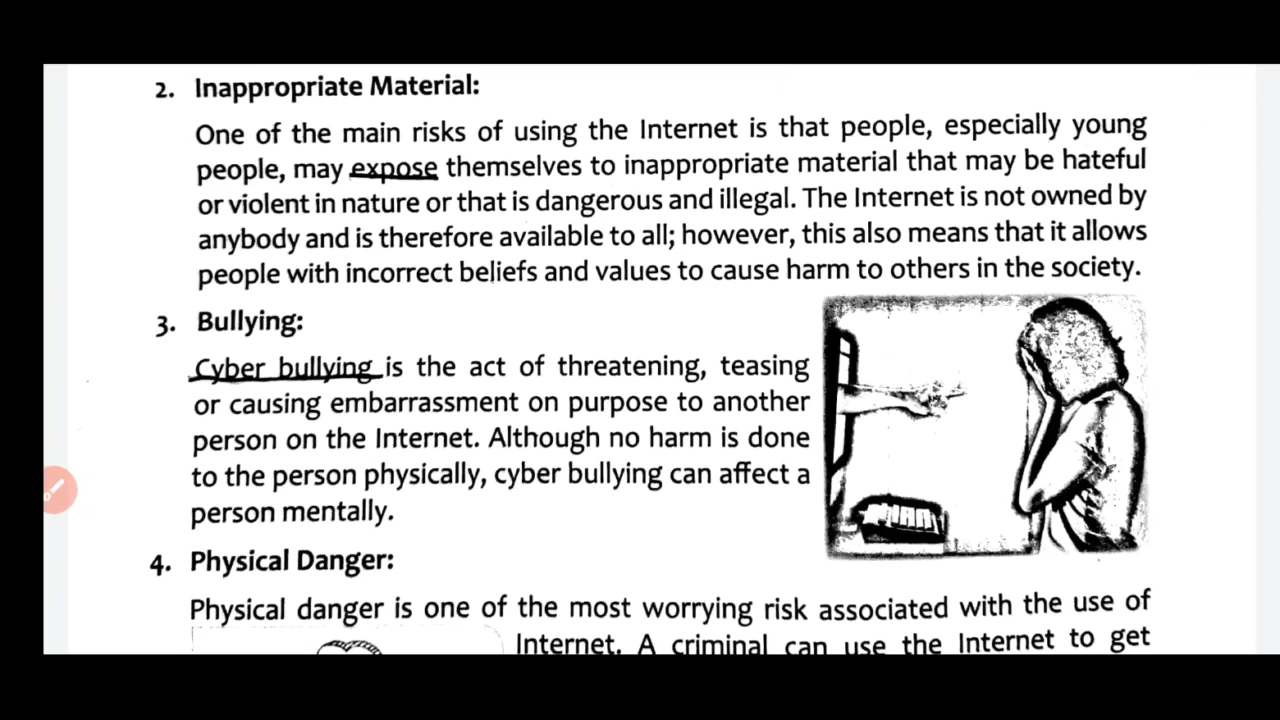 2. Inappropriate Material:
One of the main risks of using the Internet is that people, especially young
people, may expose themselves to inappropriate material that may be hateful
or violent in nature or that is dangerous and illegal. The Internet is not owned by
anybody and is therefore available to all; however, this also means that it allows
people with incorrect beliefs and values to cause harm to others in the society.
3. Bullying:
Cyber bullying is the act of threatening, teasing
or causing embarrassment on purpose to another
person on the Internet. Although no harm is done
to the person physically, cyber bullying can affect a
person mentally.
4. Physical Danger:
Physical danger is one of the most worrying risk associated with the use of
Internet. A criminal can use the Internet to get